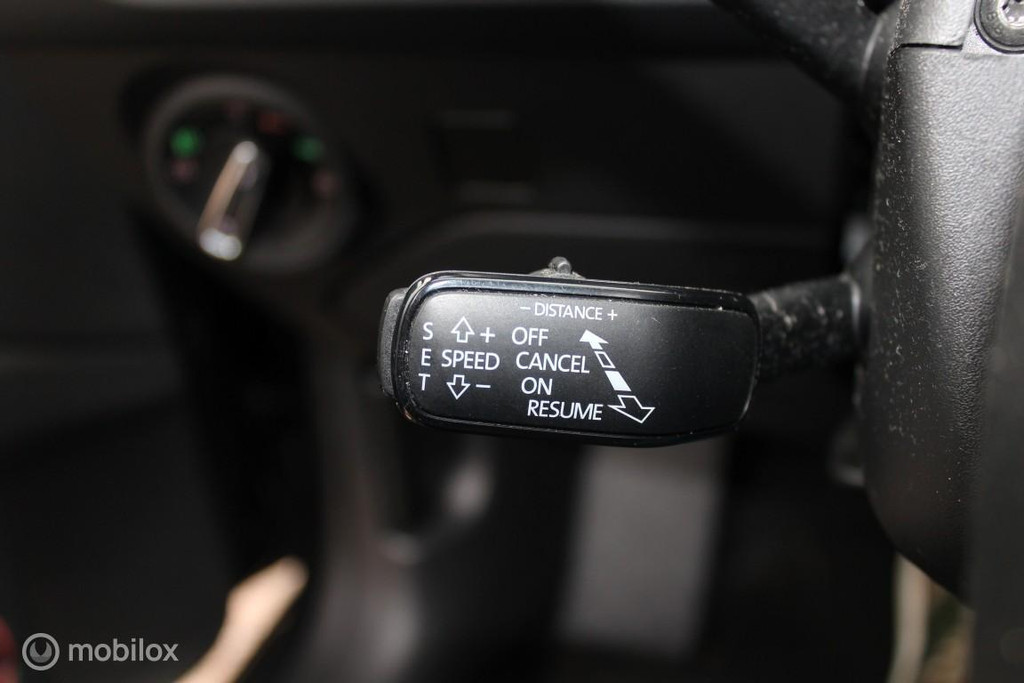 − DISTANCE +
S + OFF
E SPEED CANCEL
T − ON
RESUME
mobilox